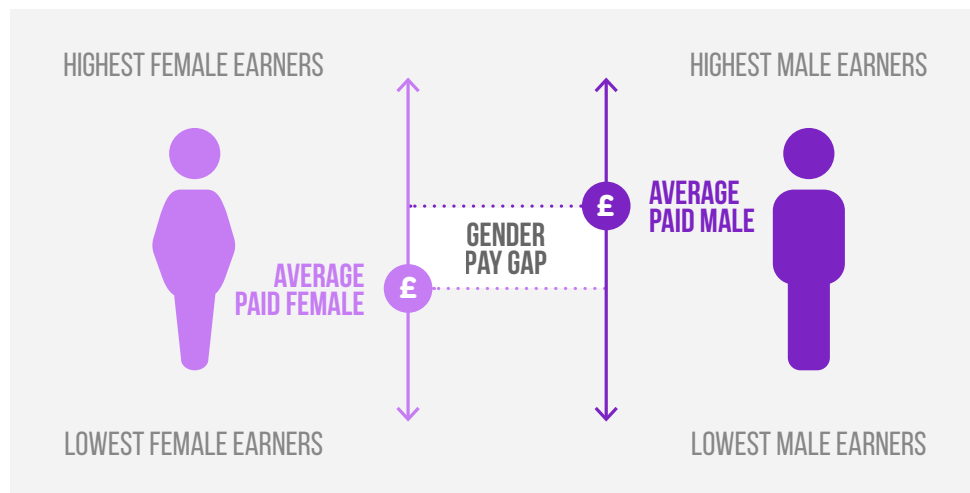 HIGHEST FEMALE EARNERS
HIGHEST MALE EARNERS
AVERAGE
PAID MALE
£
GENDER
PAY GAP
AVERAGE
PAID FEMALE
£
LOWEST FEMALE EARNERS
LOWEST MALE EARNERS